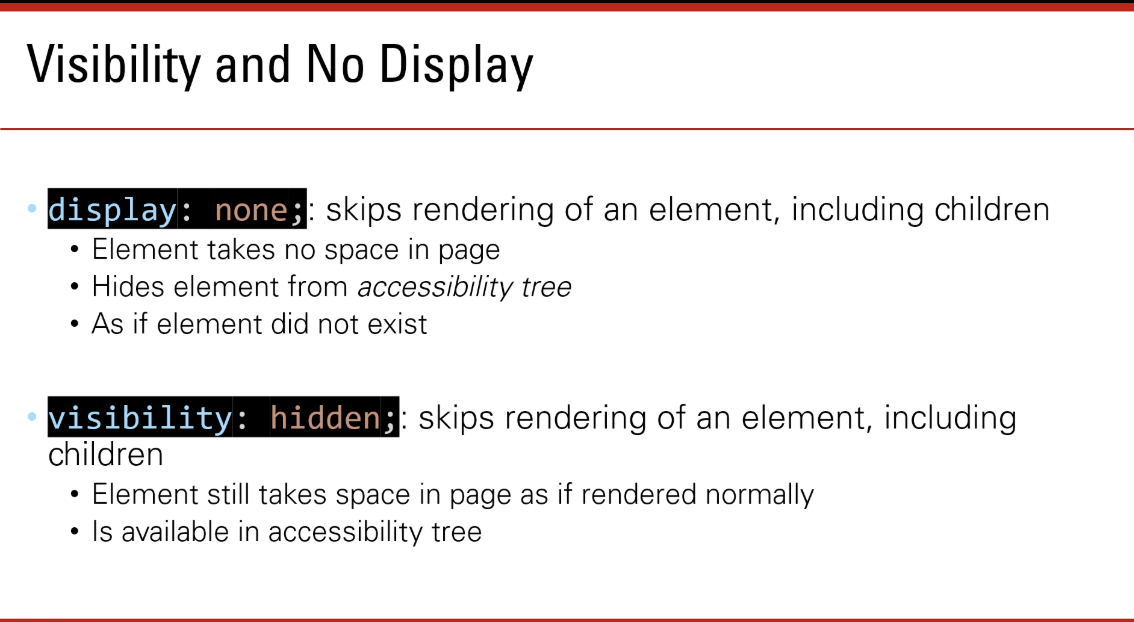 Visibility and No Display
• display: none;: skips rendering of an element, including children
• Element takes no space in page
• Hides element from accessibility tree
• As if element did not exist
• visibility: hidden;: skips rendering of an element, including
children
• Element still takes space in page as if rendered normally
• Is available in accessibility tree